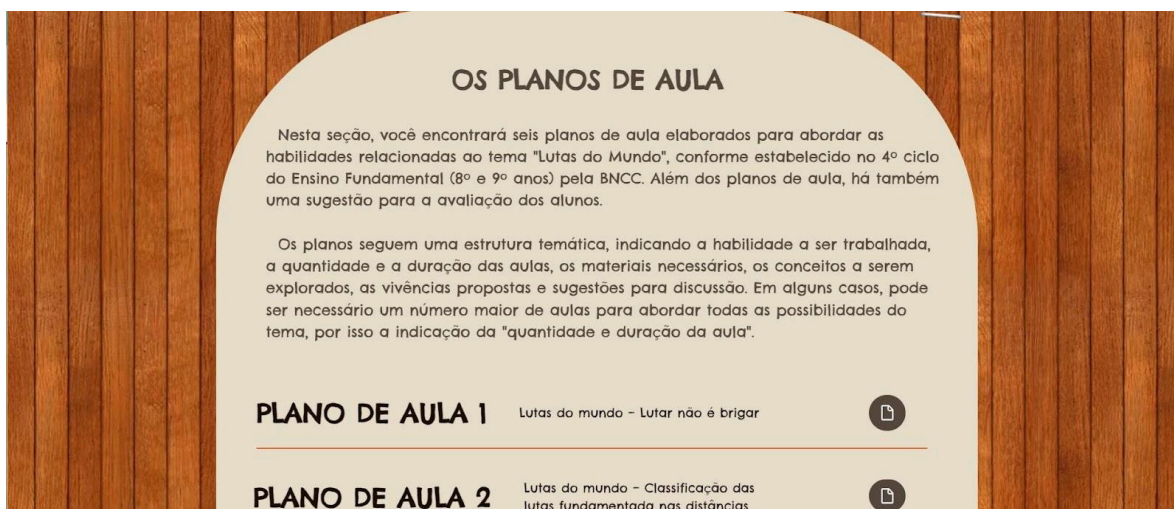 OS PLANOS DE AULA
Nesta seção, você encontrará seis planos de aula elaborados para abordar as
habilidades relacionadas ao tema "Lutas do Mundo", conforme estabelecido no 4º ciclo
do Ensino Fundamental (8º e 9º anos) pela BNCC. Além dos planos de aula, há também
uma sugestão para a avaliação dos alunos.
Os planos seguem uma estrutura temática, indicando a habilidade a ser trabalhada,
a quantidade e a duração das aulas, os materiais necessários, os conceitos a serem
explorados, as vivências propostas e sugestões para discussão. Em alguns casos, pode
ser necessário um número maior de aulas para abordar todas as possibilidades do
tema, por isso a indicação da "quantidade e duração da aula".
PLANO DE AULA 1 Lutas do mundo - Lutar não é brigar
PLANO DE AULA 2 Lutas do mundo - Classificação das
lutas fundamentada nas distâncias